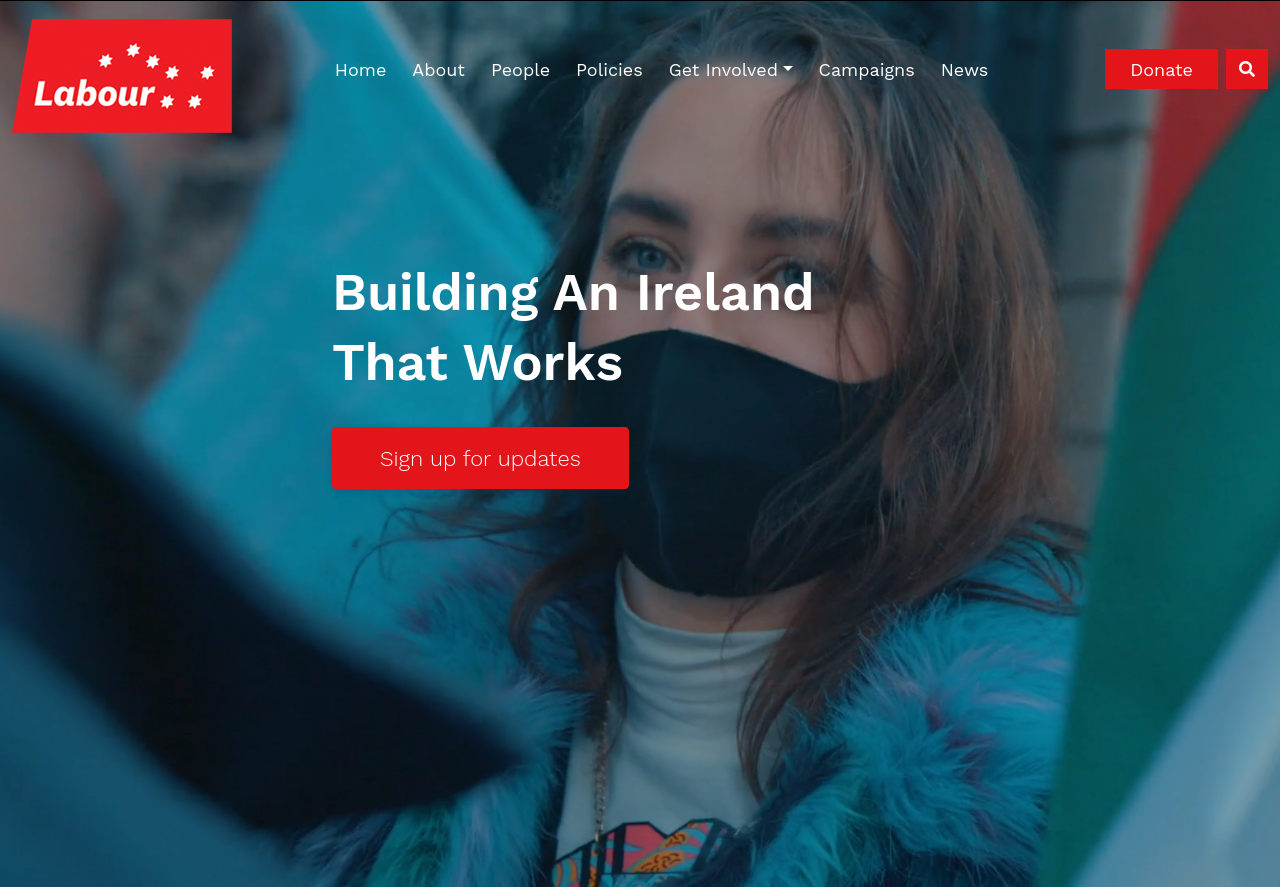 Labour
Home About People Policies Get Involved Campaigns News Donate
Building An Ireland
That Works
Sign up for updates